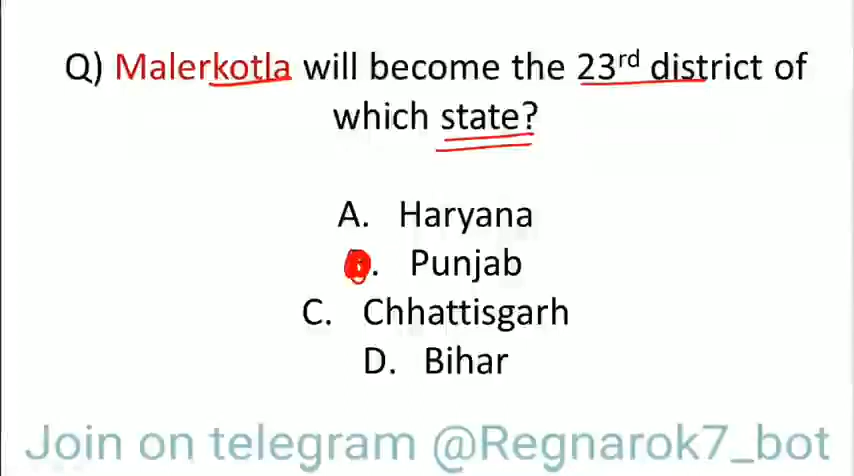 Q) Malerkotla will become the 23rd district of
which state?
A. Haryana
. Punjab
C. Chhattisgarh
D. Bihar
Join on telegram @Regnarok7_bot